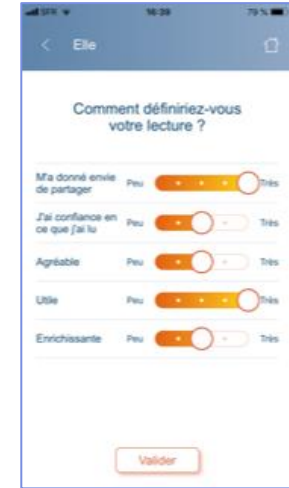 SFR 16:39 79 %
Elle
Comment définiriez-vous
votre lecture ?
M'a donné envie
de partager
Peu Très
J'ai confiance en
ce que j'ai lu
Peu Très
Agréable Peu Très
Utile Peu Très
Enrichissante Peu Très
Valider